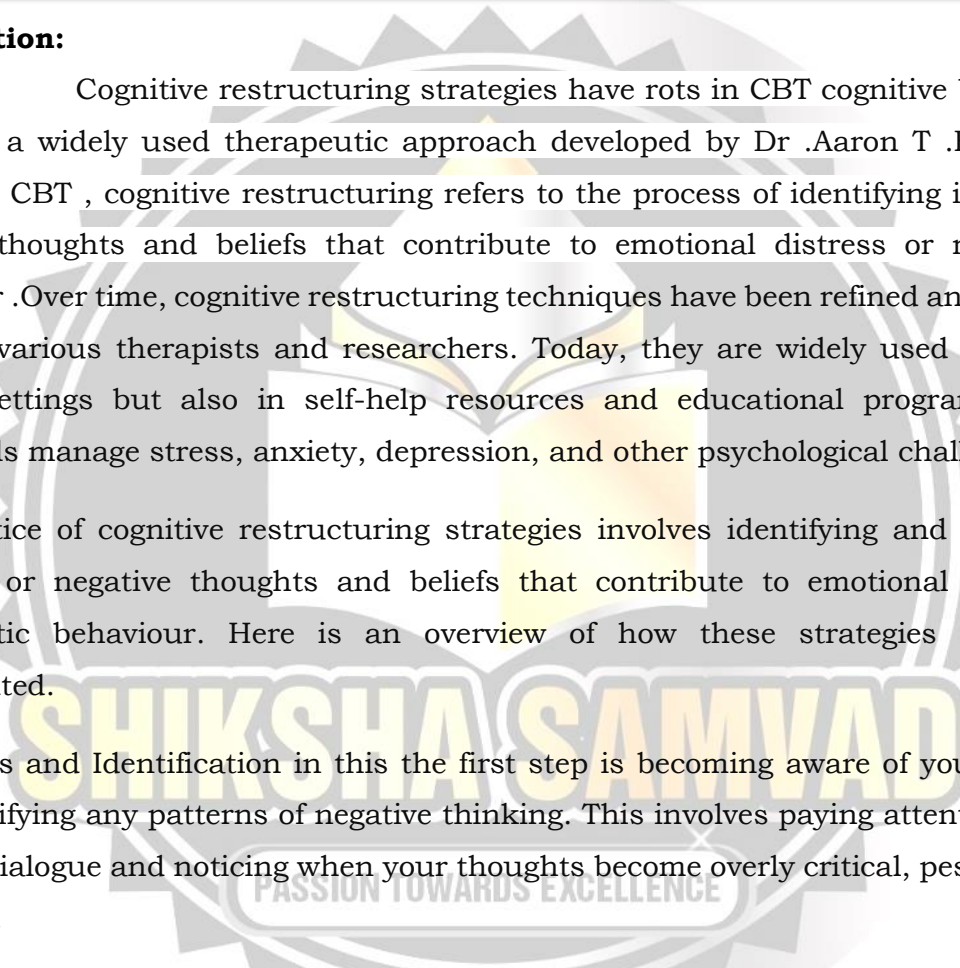 tion:
Cognitive restructuring strategies have rots in CBT cognitive
a widely used therapeutic approach developed by Dr .Aaron T .
CBT , cognitive restructuring refers to the process of identifying i
thoughts and beliefs that contribute to emotional distress or
r .Over time, cognitive restructuring techniques have been refined an
various therapists and researchers. Today, they are widely used
ettings but also in self-help resources and educational progra
ls manage stress, anxiety, depression, and other psychological chal
tice of cognitive restructuring strategies involves identifying and
or negative thoughts and beliefs that contribute to emotional
tic behaviour. Here is an overview of how these strategies
ted.
SHIKSHA SAMVAD
s and Identification in this the first step is becoming aware of you
ifying any patterns of negative thinking. This involves paying atten
ialogue and noticing when your thoughts become overly critical, pes
PASSION TOWARDS EXCELLENCE